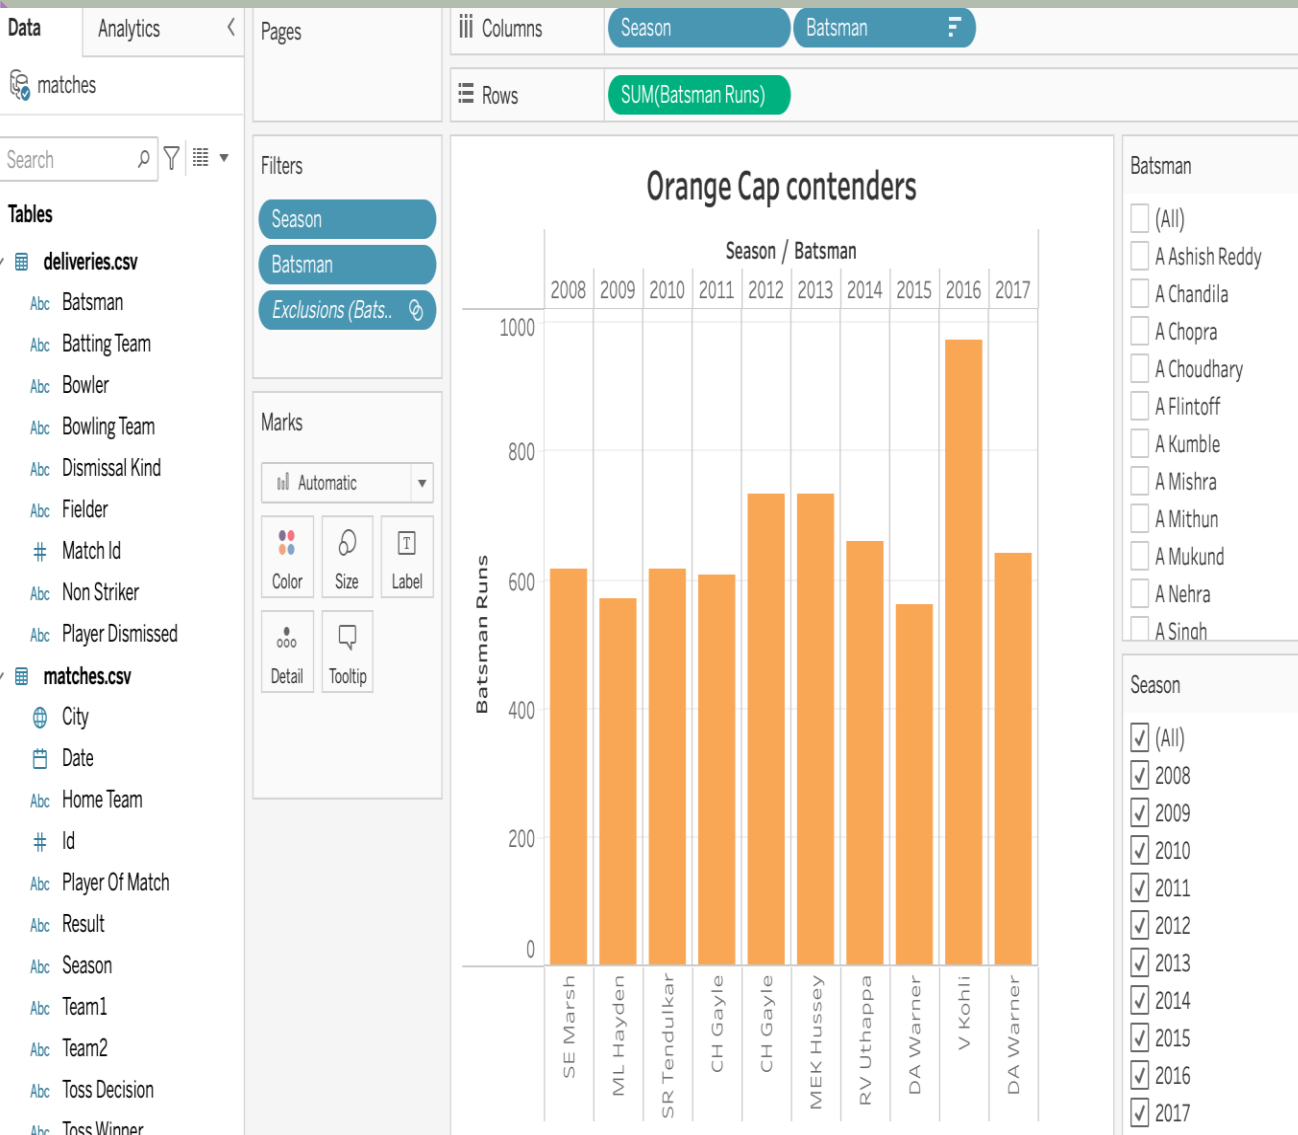 Data
Analytics
matches
Search
Tables
deliveries.csv
Abc Batsman
Abc Batting Team
Abc Bowler
Abc Bowling Team
Abc Dismissal Kind
Abc Fielder
# Match Id
Abc Non Striker
Abc Player Dismissed
matches.csv
City
Date
Abc Home Team
# Id
Abc Player Of Match
Abc Result
Abc Season
Abc Team1
Abc Team2
Abc Toss Decision
Abc Toss Winner
Pages
Filters
Season
Batsman
Exclusions (Bats..
Marks
Automatic
Color
Size
T
Label
Detail
Tooltip
Columns
Season
Batsman
Rows
SUM(Batsman Runs)
Orange Cap contenders
Season / Batsman
2008 2009 2010 2011 2012 2013 2014 2015 2016 2017
Batsman Runs
1000
800
600
400
200
0
SE Marsh
ML Hayden
SR Tendulkar
CH Gayle
CH Gayle
MEK Hussey
RV Uthappa
DA Warner
V Kohli
DA Warner
Batsman
(All)
A Ashish Reddy
A Chandila
A Chopra
A Choudhary
A Flintoff
A Kumble
A Mishra
A Mithun
A Mukund
A Nehra
A Singh
Season
(All)
2008
2009
2010
2011
2012
2013
2014
2015
2016
2017